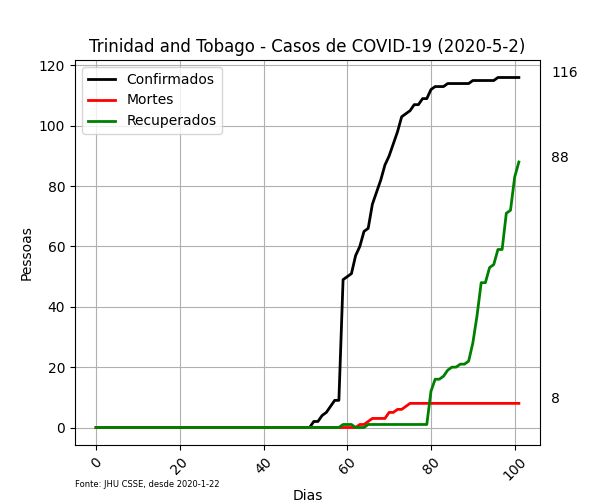 Trinidad and Tobago - Casos de COVID-19 (2020-5-2)
Confirmados
Mortes
Recuperados
120
100
80
60
40
20
0
Pessoas
116
88
8
0
20
40
60
80
100
Dias
Fonte: JHU CSSE, desde 2020-1-22